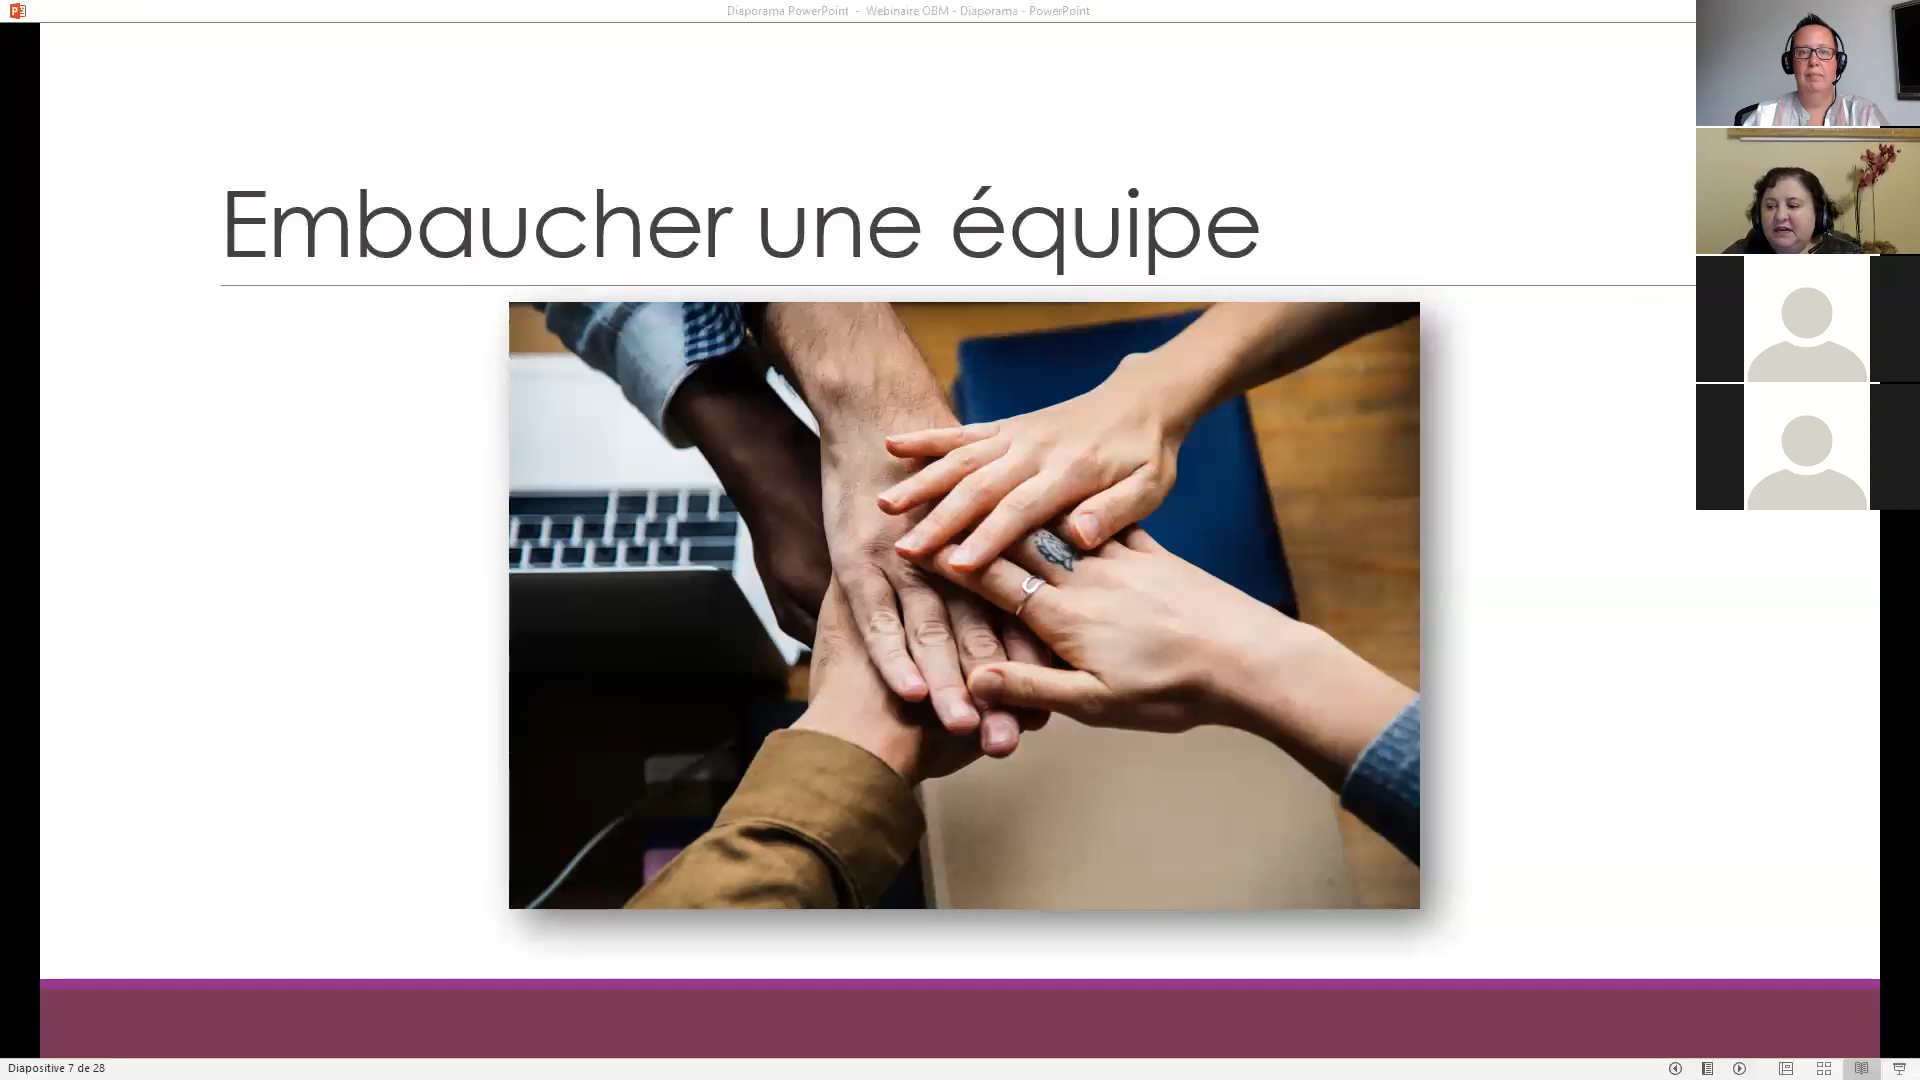 Diaporama PowerPoint - Webinaire OBM - Diaporama - PowerPoint
Embaucher une équipe
Diapositive 7 de 28